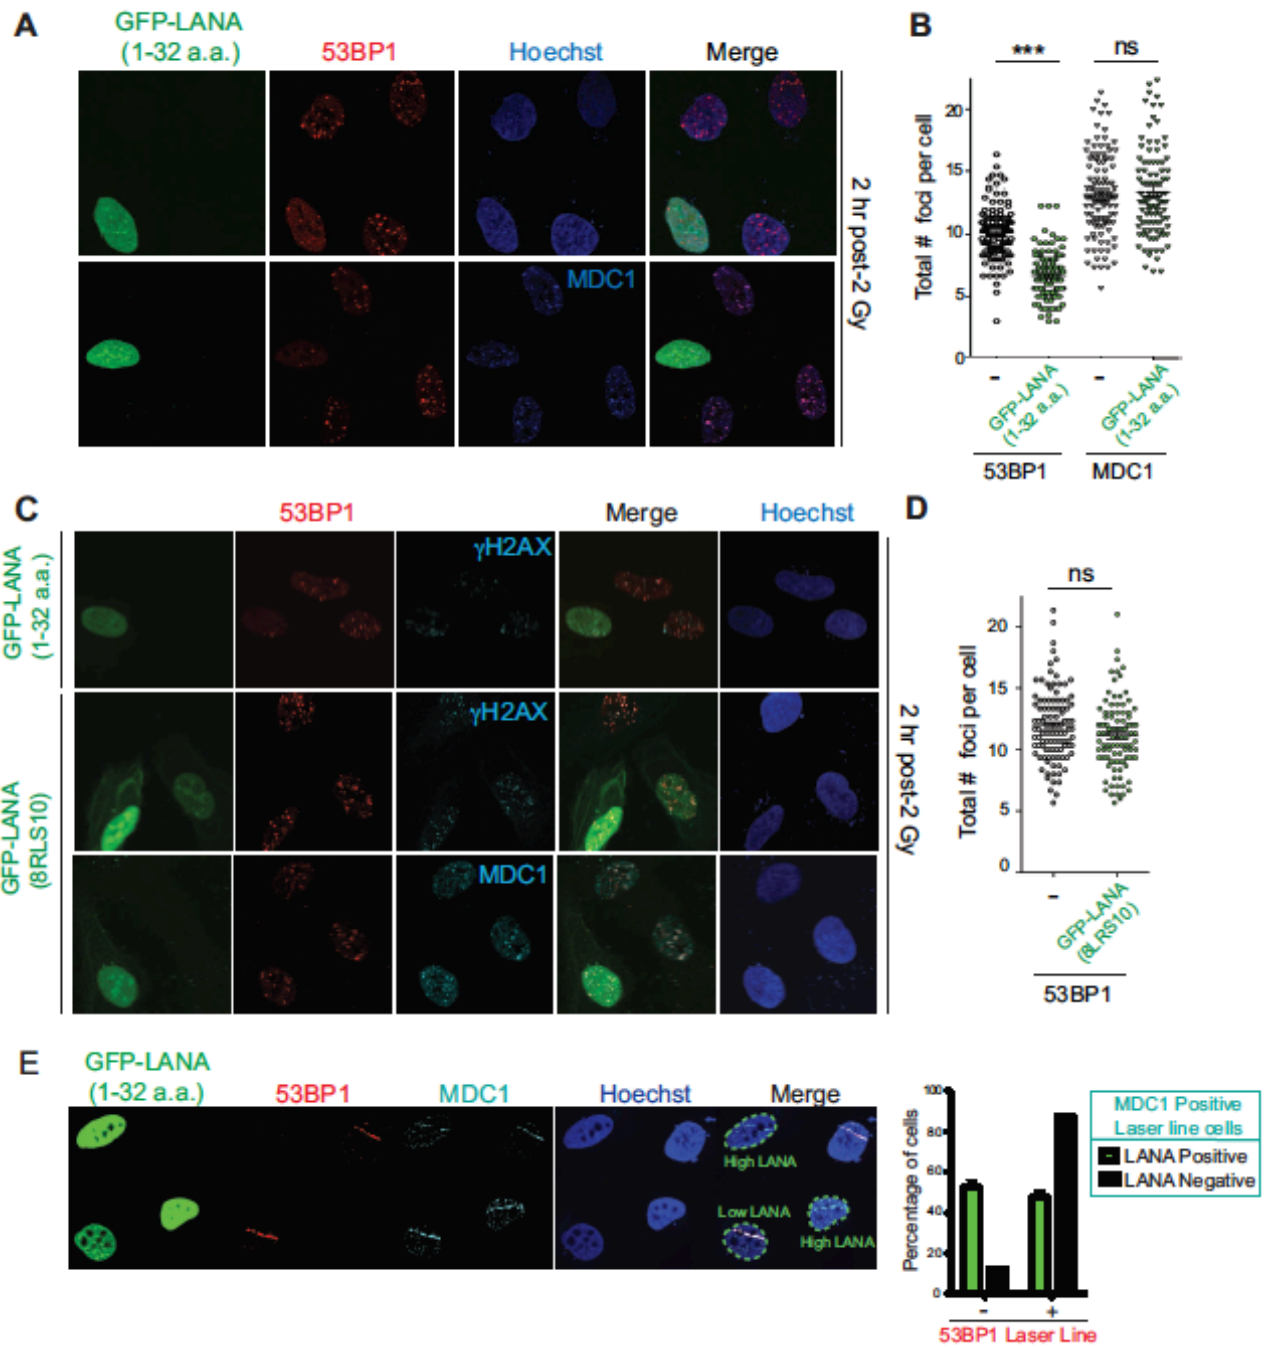 A
GFP-LANA
(1-32 a.a.)
53BP1
Hoechst
Merge
MDC1
2 hr post-2 Gy
B
***
ns
Total # foci per cell
20
15
10
5
0
-
GFP-LANA
(1-32 a.a.)
-
GFP-LANA
(1-32 a.a.)
53BP1
MDC1
C
53BP1
Merge
Hoechst
GFP-LANA
(1-32 a.a.)
γH2AX
GFP-LANA
(8RLS10)
γH2AX
MDC1
2 hr post-2 Gy
D
ns
Total # foci per cell
20
15
10
5
0
-
GFP-LANA
(8LRS10)
53BP1
E
GFP-LANA
(1-32 a.a.)
53BP1
MDC1
Hoechst
Merge
High LANA
Low LANA
High LANA
Percentage of cells
100
80
60
40
20
0
-
+
53BP1 Laser Line
MDC1 Positive
Laser line cells
LANA Positive
LANA Negative